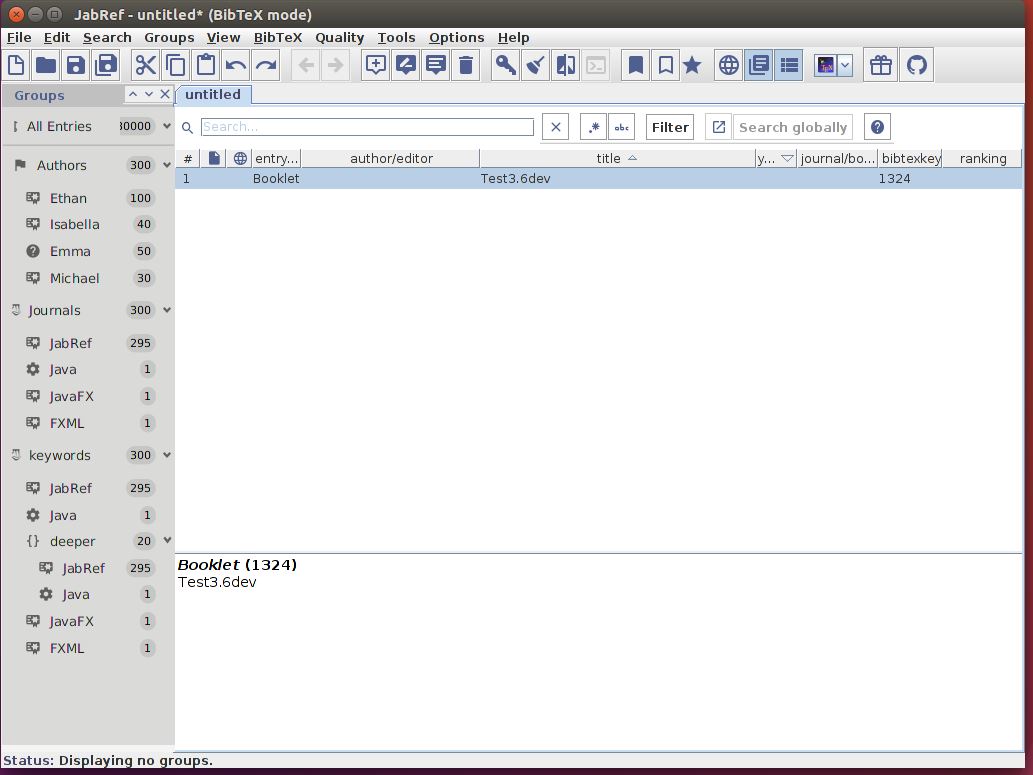 JabRef - untitled* (BibTeX mode)
File Edit Search Groups View BibTeX Quality Tools Options Help
Groups
untitled
All Entries
Search...
Filter
Search globally
# entry... author/editor title y... journal/bo... bibtexkey ranking
1 Booklet Test3.6dev 1324
Authors 300
Ethan 100
Isabella 40
Emma 50
Michael 30
Journals 300
JabRef 295
Java 1
JavaFX 1
FXML 1
keywords 300
JabRef 295
Java 1
{} deeper 20
JabRef 295
Java 1
JavaFX 1
FXML 1
Booklet (1324)
Test3.6dev
Status: Displaying no groups.